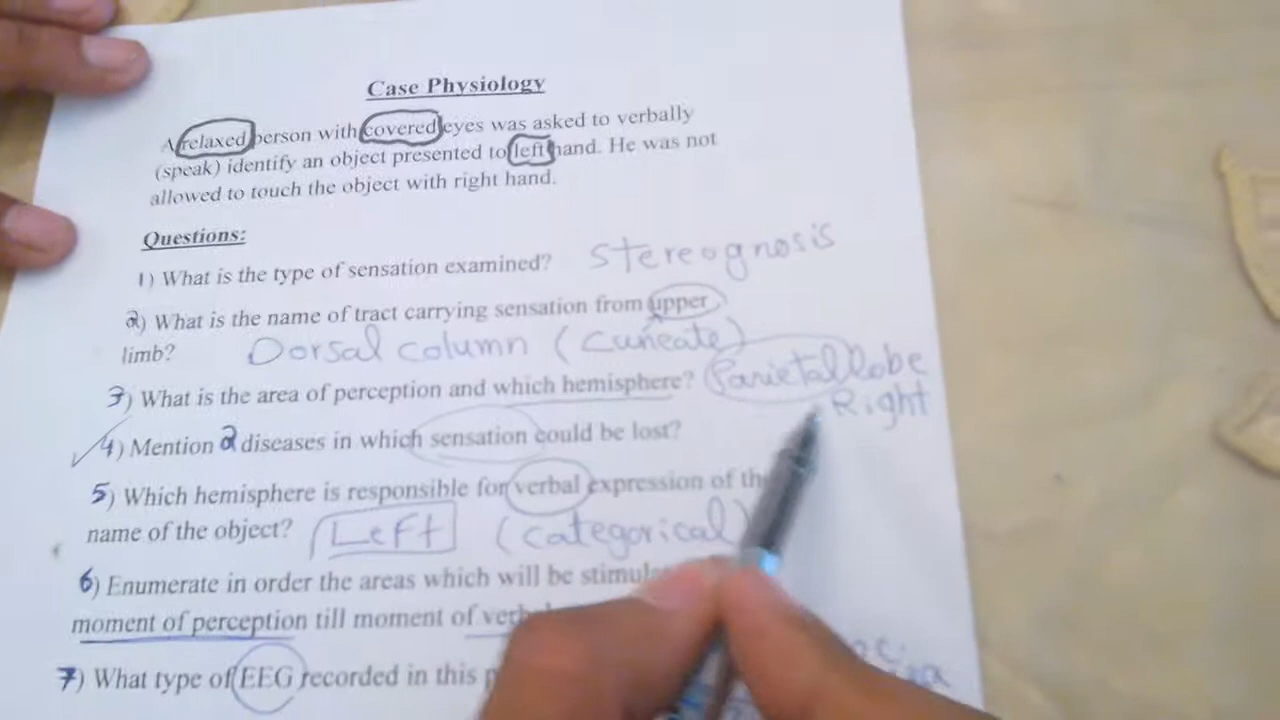 Case Physiology
A relaxed person with covered eyes was asked to verbally
(speak) identify an object presented to left hand. He was not
allowed to touch the object with right hand.
Questions:
1) What is the type of sensation examined? Stereognosis
2) What is the name of tract carrying sensation from upper
limb? Dorsal column (cuneate)
3) What is the area of perception and which hemisphere? Parietal lobe
Right
4) Mention 2 diseases in which sensation could be lost?
5) Which hemisphere is responsible for verbal expression of the
name of the object? Left (categorical)
6) Enumerate in order the areas which will be
moment of perception till moment of
7) What type of EEG recorded in this